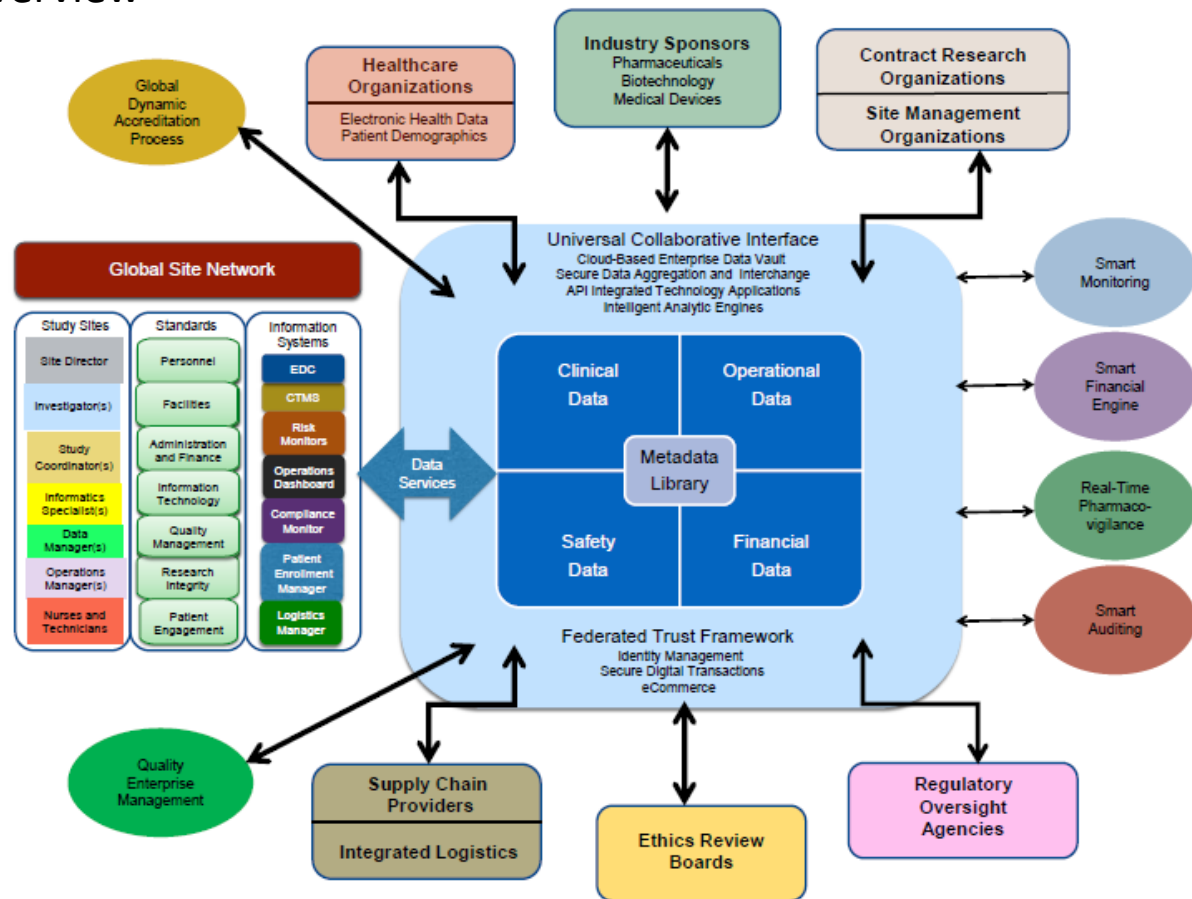 Global
Dynamic
Accreditation
Process
Healthcare
Organizations
Electronic Health Data
Patient Demographics
Industry Sponsors
Pharmaceuticals
Biotechnology
Medical Devices
Contract Research
Organizations
Site Management
Organizations
Global Site Network
Study Sites
Site Director
Investigator(s)
Study
Coordinator(s)
Informatics
Specialist(s)
Data
Manager(s)
Operations
Manager(s)
Nurses and
Technicians
Standards
Personnel
Facilities
Administration
and Finance
Information
Technology
Quality
Management
Research
Integrity
Patient
Engagement
Information
Systems
EDC
CTMS
Risk
Monitors
Operations
Dashboard
Compliance
Monitor
Patient
Enrollment
Manager
Logistics
Manager
Data
Services
Universal Collaborative Interface
Cloud-Based Enterprise Data Vault
Secure Data Aggregation and Interchange
API Integrated Technology Applications
Intelligent Analytic Engines
Clinical
Data
Operational
Data
Metadata
Library
Safety
Data
Financial
Data
Federated Trust Framework
Identity Management
Secure Digital Transactions
eCommerce
Smart
Monitoring
Smart
Financial
Engine
Real-Time
Pharmaco-
vigilance
Smart
Auditing
Quality
Enterprise
Management
Supply Chain
Providers
Integrated Logistics
Ethics Review
Boards
Regulatory
Oversight
Agencies